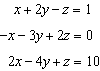 x + 2y − z = 1
−x − 3y + 2z = 0
2x − 4y + z = 10